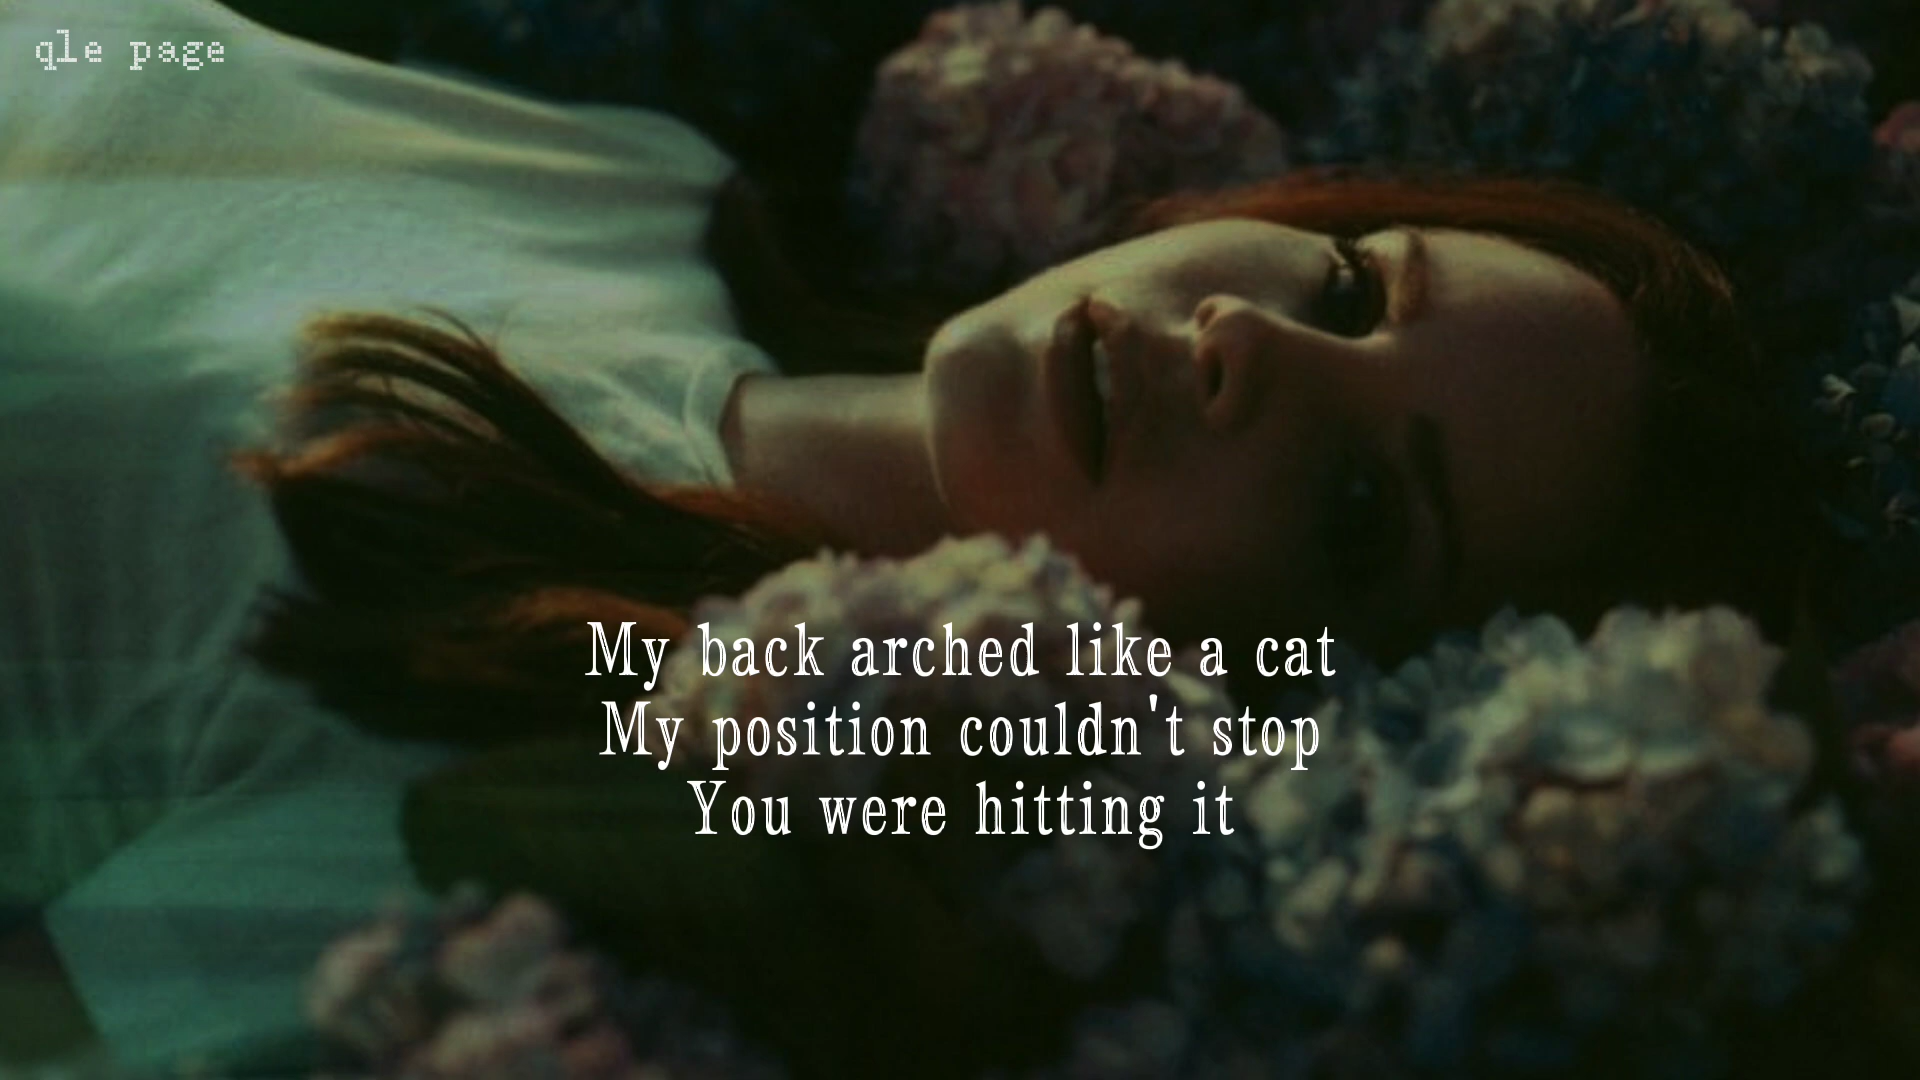 qle page
My back arched like a cat
My position couldn't stop
You were hitting it